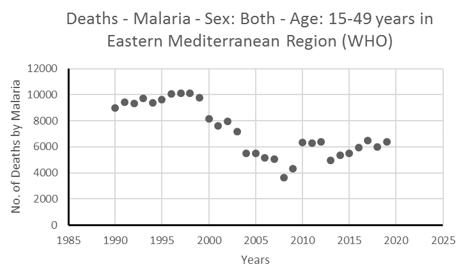 Deaths - Malaria - Sex: Both - Age: 15-49 years in
Eastern Mediterranean Region (WHO)
12000
10000
8000
6000
4000
2000
0
No. of Deaths by Malaria
1985 1990 1995 2000 2005 2010 2015 2020 2025
Years